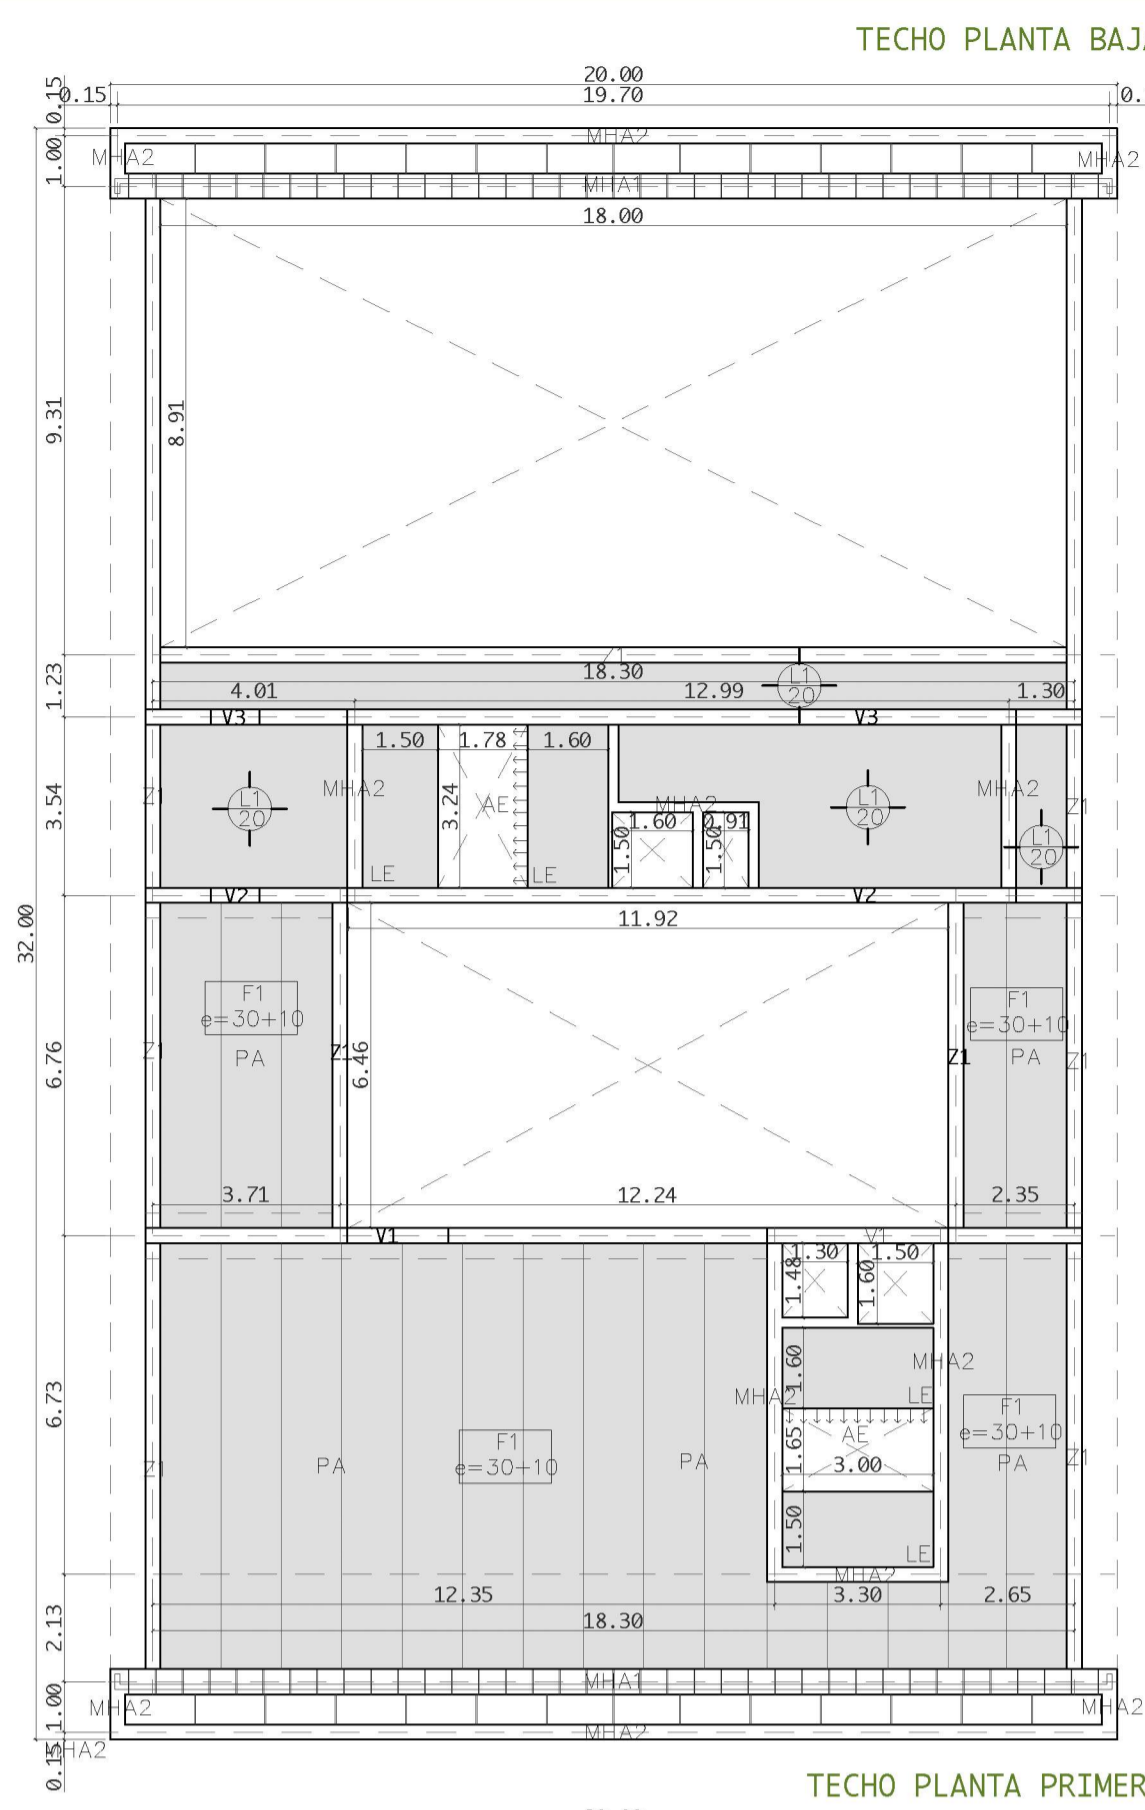 TECHO PLANTA BAJ
20.00
0.15
19.70
0.
0.15
MHA2
MHA2
MHA2
1.00
MHA1
18.00
9.31
8.91
1.23
18.30
L1
20
4.01
12.99
1.30
V3
V3
1.50
1.78
1.60
Z1
MHA2
3.54
3.24
AE
MHA2
MHA2
Z1
L1
20
L1
20
1.60
0.91
1.50
1.50
L1
20
LE
LE
V2
V2
32.00
11.92
F1
e=30+10
PA
F1
e=30+10
PA
6.76
Z1
Z1
6.46
Z1
Z1
3.71
12.24
2.35
V1
V1
1.30
1.50
1.48
1.60
1.60
MHA2
MHA2
LE
6.73
F1
e=30+10
PA
AE
1.65
3.00
F1
e=30+10
PA
PA
Z1
Z1
1.50
LE
MHA2
12.35
3.30
2.65
18.30
2.13
MHA1
1.00
MHA2
MHA2
MHA2
MHA2
0.15
TECHO PLANTA PRIMER